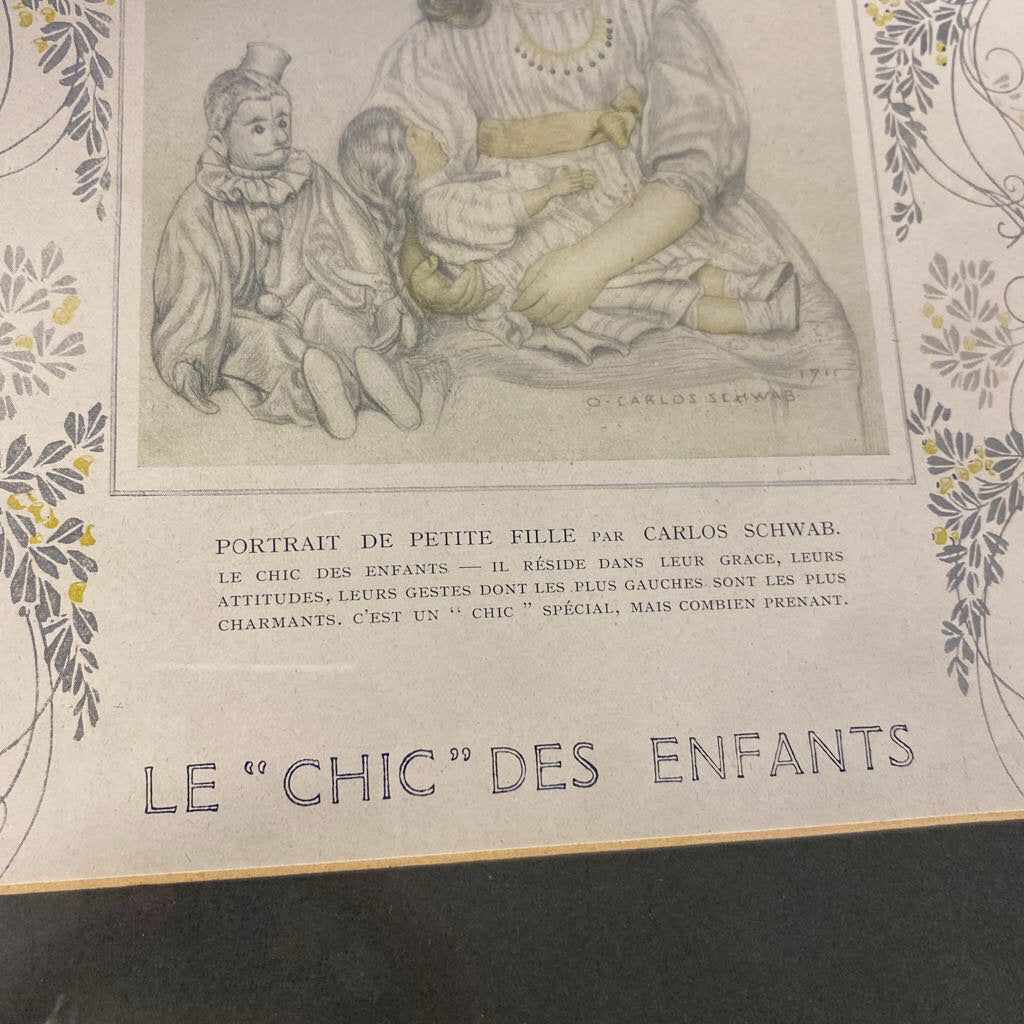 1911
O-CARLOS SCHWAB
PORTRAIT DE PETITE FILLE PAR CARLOS SCHWAB.
LE CHIC DES ENFANTS — IL RÉSIDE DANS LEUR GRACE, LEURS
ATTITUDES, LEURS GESTES DONT LES PLUS GAUCHES SONT LES PLUS
CHARMANTS. C'EST UN “ CHIC ” SPÉCIAL, MAIS COMBIEN PRENANT.
LE “CHIC” DES ENFANTS